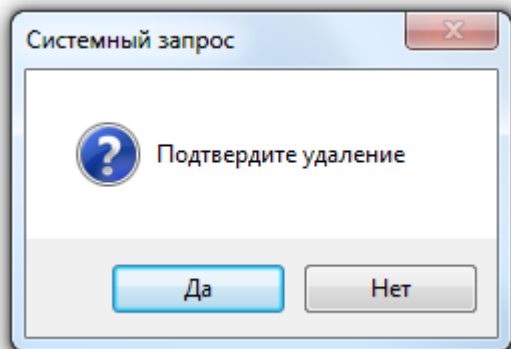 Системный запрос
Подтвердите удаление
Да
Нет